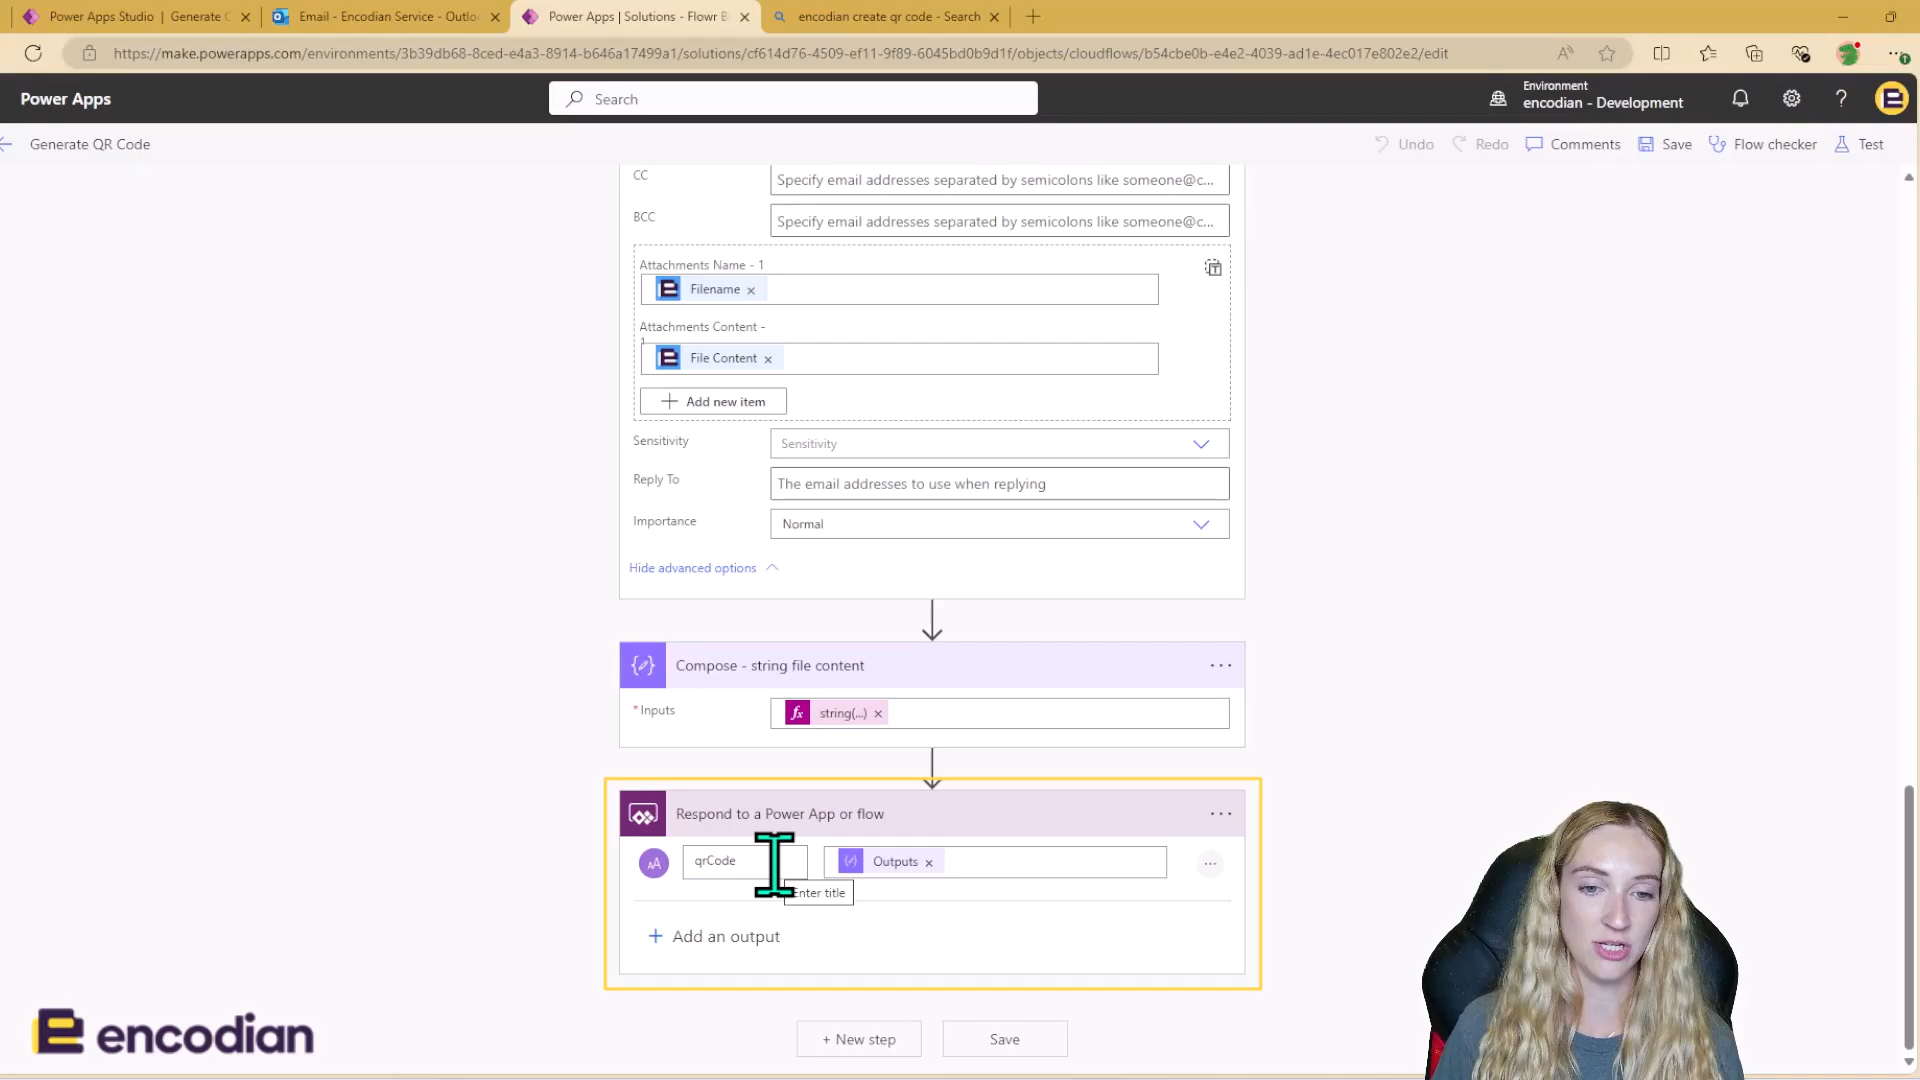 Power Apps Studio | Generate C
Email - Encodian Service - Outlo
Power Apps | Solutions - Flowr B
encodian create qr code - Search
https://make.powerapps.com/environments/3b39db68-8ced-e4a3-8914-b646a17499a1/solutions/cf614d76-4509-ef11-9f89-6045bd0b9d1f/objects/cloudflows/b54cbe0b-e4e2-4039-ad1e-4ec017e802e2/edit
Power Apps
Search
Environment
encodian - Development
Generate QR Code
Undo
Redo
Comments
Save
Flow checker
Test
CC
Specify email addresses separated by semicolons like someone@c...
BCC
Specify email addresses separated by semicolons like someone@c...
Attachments Name - 1
Filename
Attachments Content -
1
File Content
Add new item
Sensitivity
Sensitivity
Reply To
The email addresses to use when replying
Importance
Normal
Hide advanced options
Compose - string file content
* Inputs
fx string(...)
Respond to a Power App or flow
qrCode
Outputs
Enter title
+ Add an output
encodian
+ New step
Save